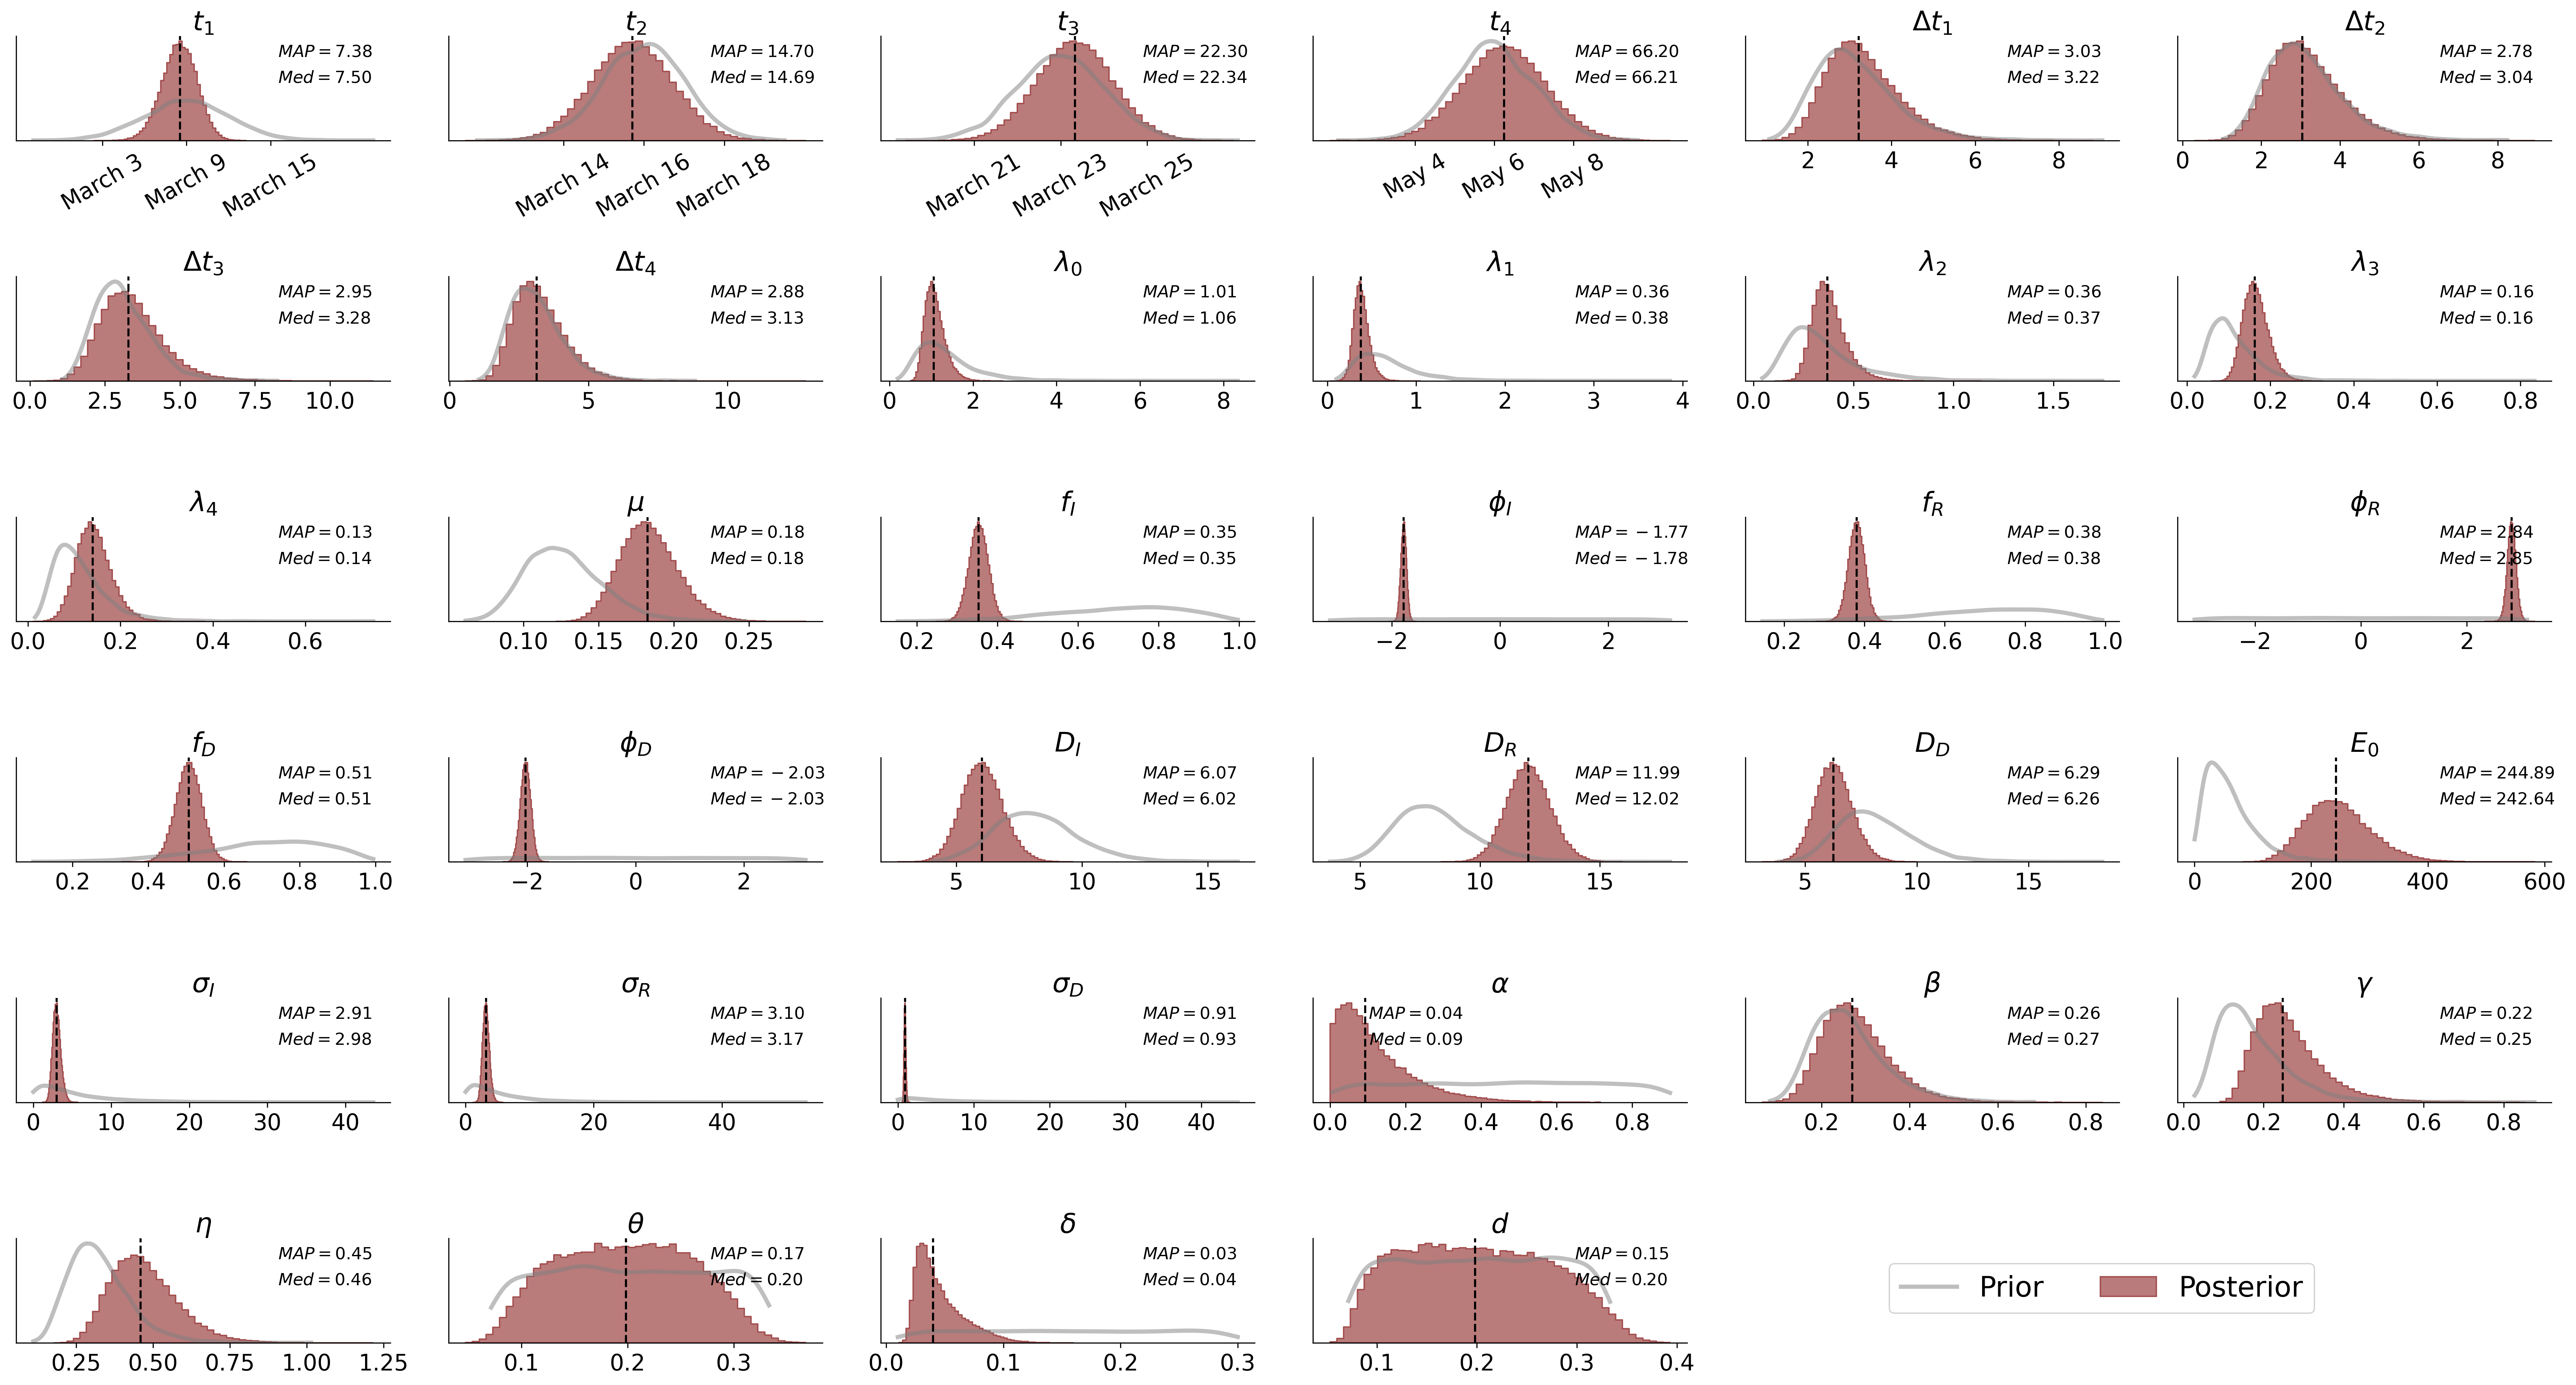 t₁
MAP = 7.38
Med = 7.50
March 3 March 9 March 15
t₂
MAP = 14.70
Med = 14.69
March 14 March 16 March 18
t₃
MAP = 22.30
Med = 22.34
March 21 March 23 March 25
t₄
MAP = 66.20
Med = 66.21
May 4 May 6 May 8
Δt₁
MAP = 3.03
Med = 3.22
2 4 6 8
Δt₂
MAP = 2.78
Med = 3.04
0 2 4 6 8
Δt₃
MAP = 2.95
Med = 3.28
0.0 2.5 5.0 7.5 10.0
Δt₄
MAP = 2.88
Med = 3.13
0 5 10
λ₀
MAP = 1.01
Med = 1.06
0 2 4 6 8
λ₁
MAP = 0.36
Med = 0.38
0 1 2 3 4
λ₂
MAP = 0.36
Med = 0.37
0.0 0.5 1.0 1.5
λ₃
MAP = 0.16
Med = 0.16
0.0 0.2 0.4 0.6 0.8
λ₄
MAP = 0.13
Med = 0.14
0.0 0.2 0.4 0.6
μ
MAP = 0.18
Med = 0.18
0.10 0.15 0.20 0.25
f_I
MAP = 0.35
Med = 0.35
0.2 0.4 0.6 0.8 1.0
ϕ_I
MAP = −1.77
Med = −1.78
−2 0 2
f_R
MAP = 0.38
Med = 0.38
0.2 0.4 0.6 0.8 1.0
ϕ_R
MAP = 2.84
Med = 2.85
−2 0 2
f_D
MAP = 0.51
Med = 0.51
0.2 0.4 0.6 0.8 1.0
ϕ_D
MAP = −2.03
Med = −2.03
−2 0 2
D_I
MAP = 6.07
Med = 6.02
5 10 15
D_R
MAP = 11.99
Med = 12.02
5 10 15
D_D
MAP = 6.29
Med = 6.26
5 10 15
E₀
MAP = 244.89
Med = 242.64
0 200 400 600
σ_I
MAP = 2.91
Med = 2.98
0 10 20 30 40
σ_R
MAP = 3.10
Med = 3.17
0 20 40
σ_D
MAP = 0.91
Med = 0.93
0 10 20 30 40
α
MAP = 0.04
Med = 0.09
0.0 0.2 0.4 0.6 0.8
β
MAP = 0.26
Med = 0.27
0.2 0.4 0.6 0.8
γ
MAP = 0.22
Med = 0.25
0.0 0.2 0.4 0.6 0.8
η
MAP = 0.45
Med = 0.46
0.25 0.50 0.75 1.00 1.25
θ
MAP = 0.17
Med = 0.20
0.1 0.2 0.3
δ
MAP = 0.03
Med = 0.04
0.0 0.1 0.2 0.3
d
MAP = 0.15
Med = 0.20
0.1 0.2 0.3 0.4
Prior Posterior